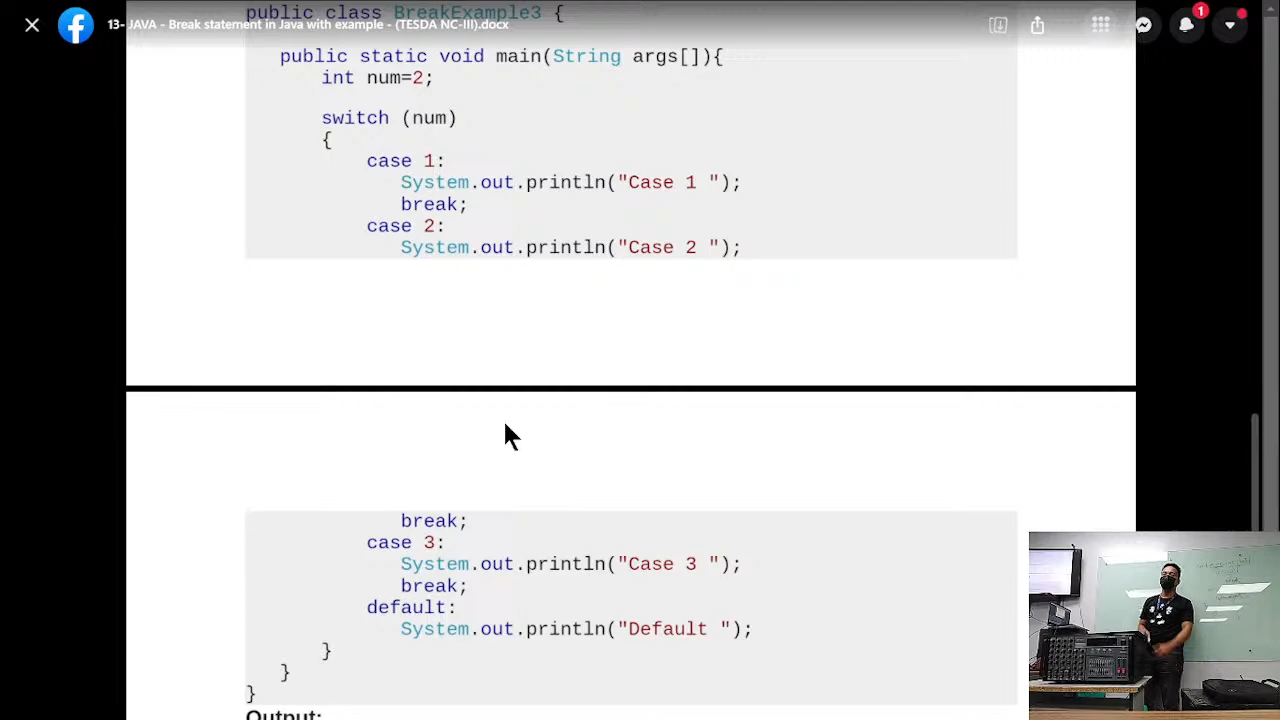 public class BreakExample3 {
13- JAVA - Break statement in Java with example - (TESDA NC-III).docx
1
public static void main(String args[]){
int num=2;
switch (num)
{
case 1:
System.out.println("Case 1 ");
break;
case 2:
System.out.println("Case 2 ");
break;
case 3:
System.out.println("Case 3 ");
break;
default:
System.out.println("Default ");
}
}
}
Output: